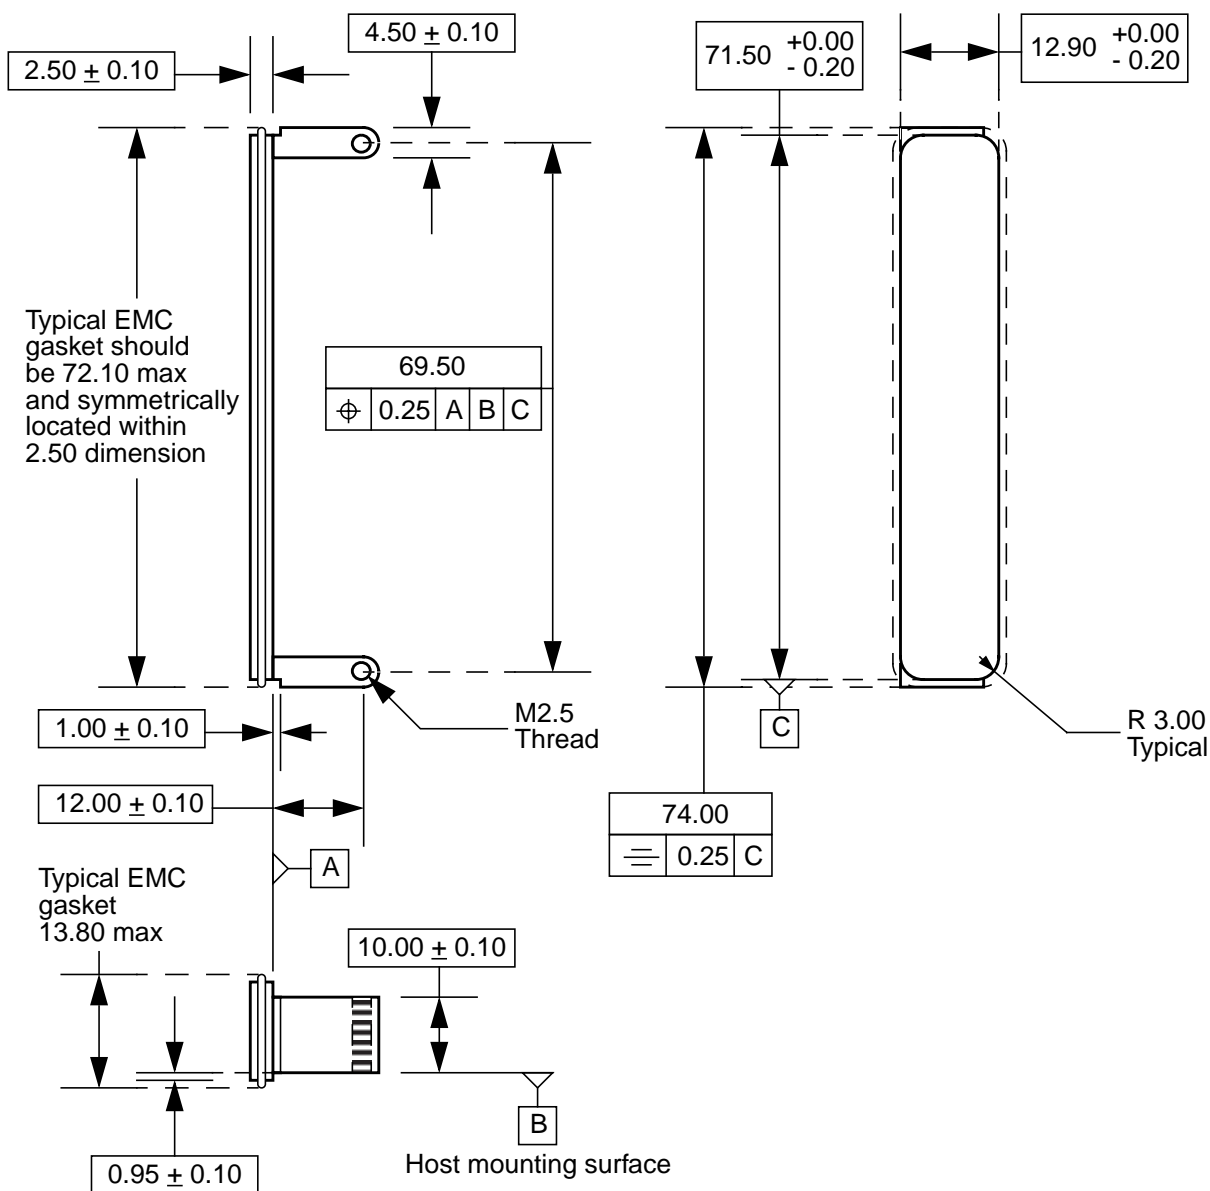 4.50 ± 0.10
2.50 ± 0.10
71.50 +0.00
- 0.20
12.90 +0.00
- 0.20
Typical EMC
gasket should
be 72.10 max
and symmetrically
located within
2.50 dimension
69.50
⌖ 0.25 A B C
M2.5
Thread
C
R 3.00
Typical
1.00 ± 0.10
12.00 ± 0.10
74.00
⌯ 0.25 C
A
Typical EMC
gasket
13.80 max
10.00 ± 0.10
B
Host mounting surface
0.95 ± 0.10